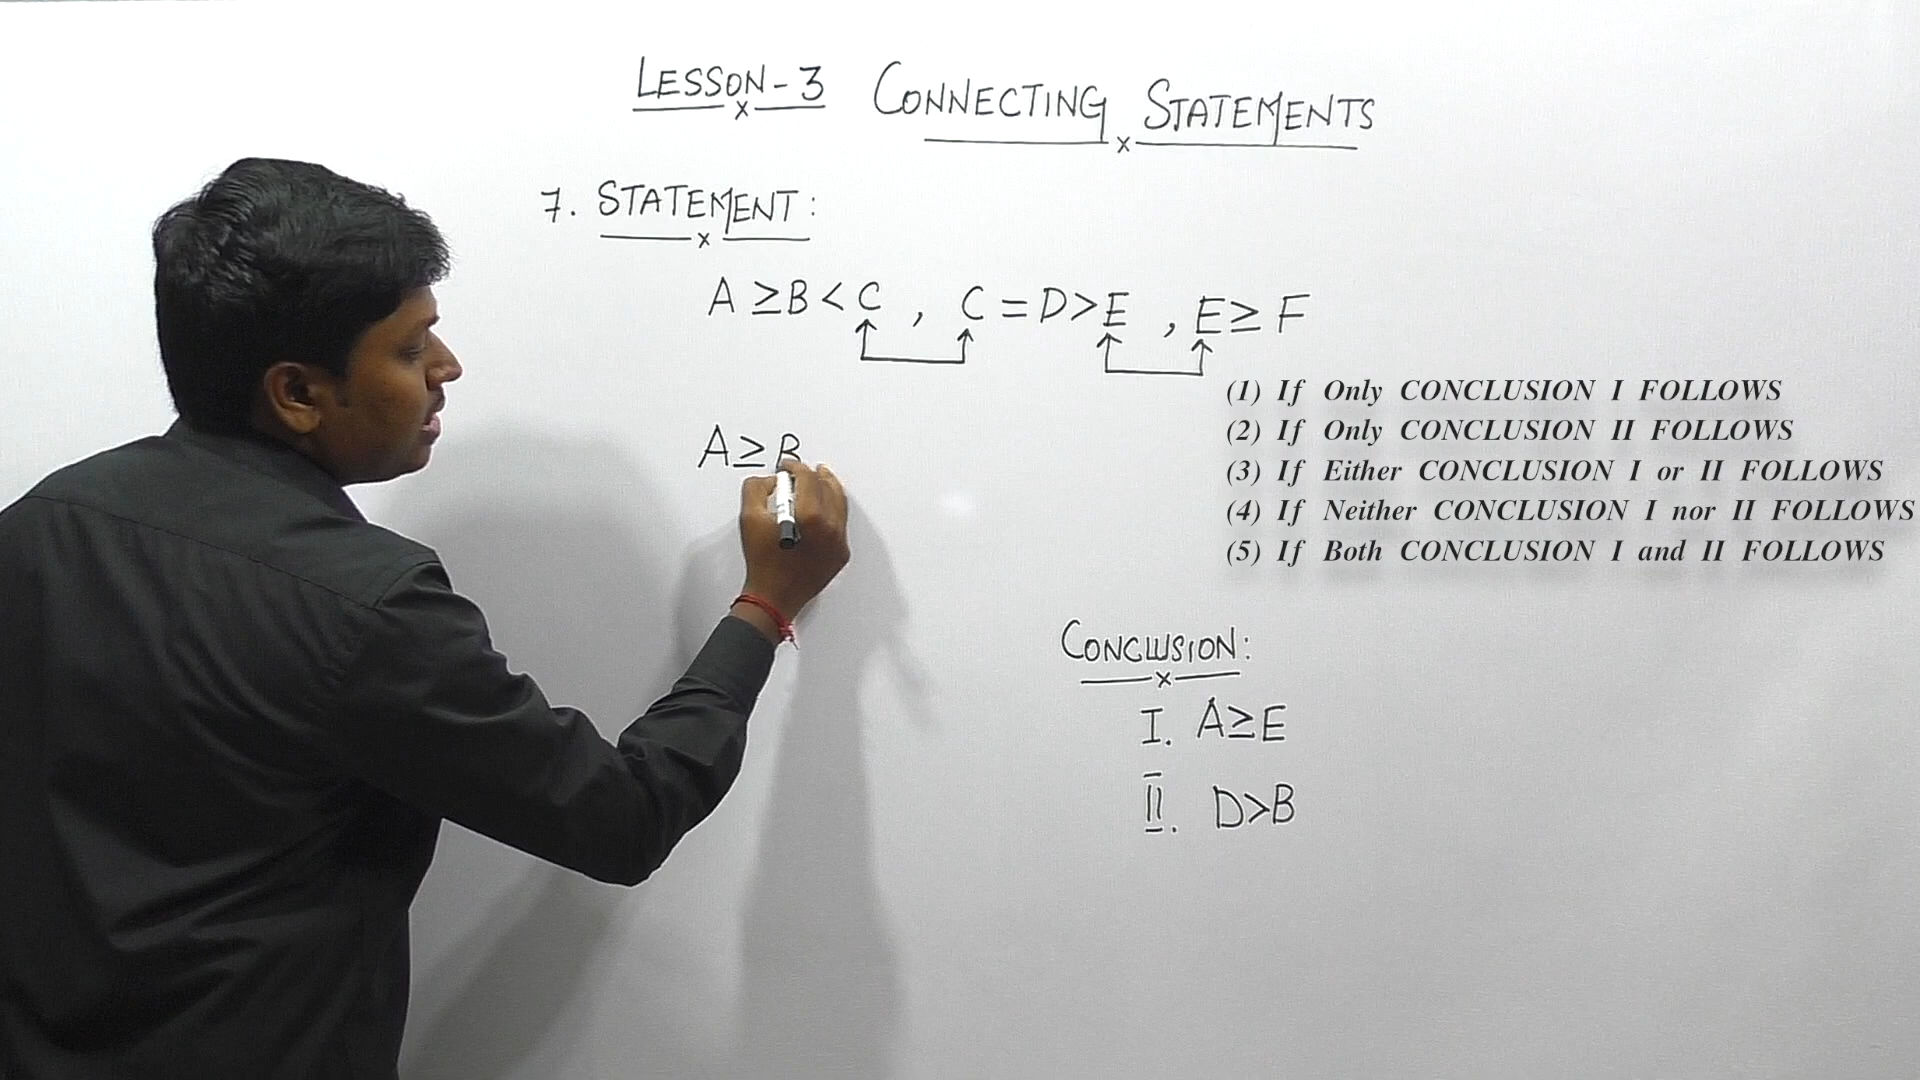 LESSON-3 CONNECTING STATEMENTS
7. STATEMENT:
A ≥ B < C , C = D > E , E ≥ F
A ≥ B
(1) If Only CONCLUSION I FOLLOWS
(2) If Only CONCLUSION II FOLLOWS
(3) If Either CONCLUSION I or II FOLLOWS
(4) If Neither CONCLUSION I nor II FOLLOWS
(5) If Both CONCLUSION I and II FOLLOWS
CONCLUSION:
I. A ≥ E
II. D > B